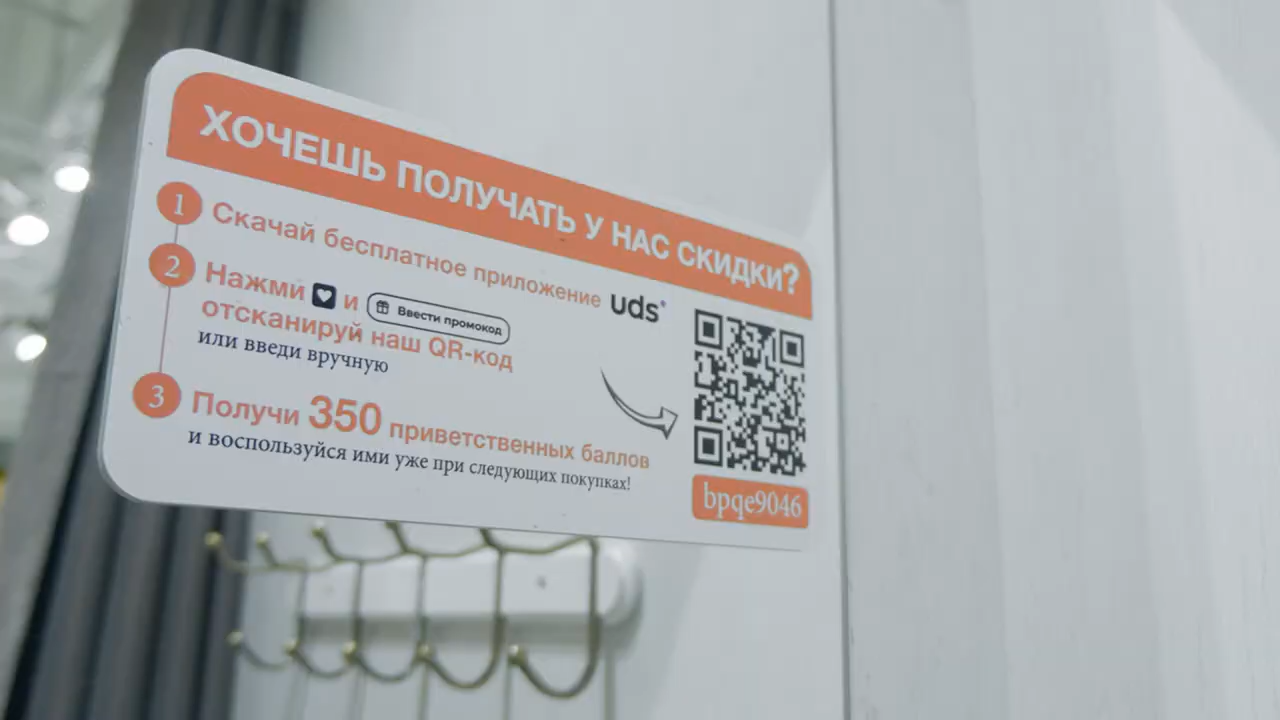 ХОЧЕШЬ ПОЛУЧАТЬ У НАС СКИДКИ?
1 Скачай бесплатное приложение uds®
2 Нажми и Ввести промокод
отсканируй наш QR-код
или введи вручную
3 Получи 350 приветственных баллов
и воспользуйся ими уже при следующих покупках!
bpqe9046